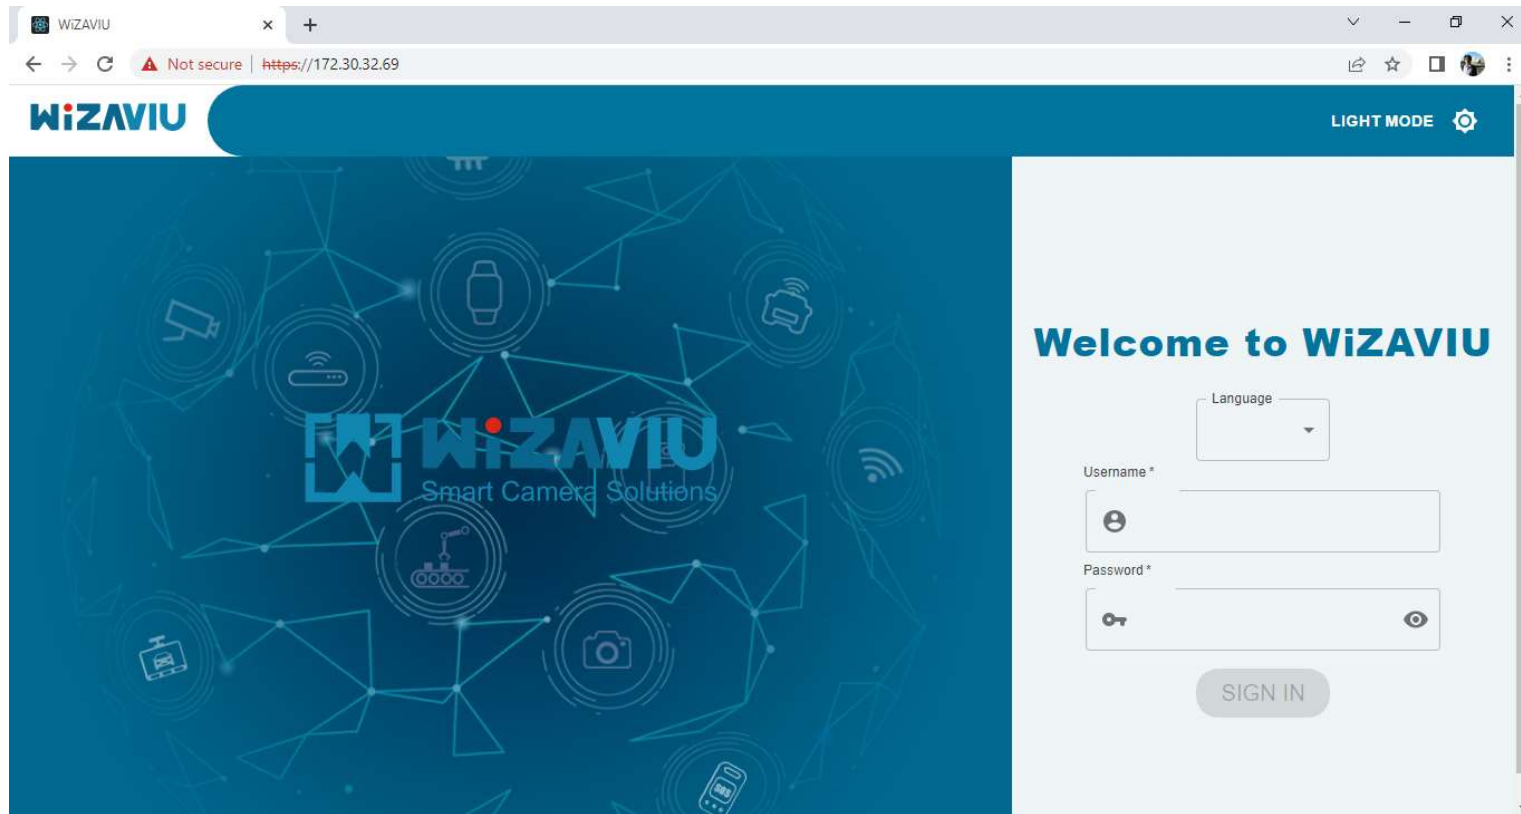 WiZAVIU
Not secure | https://172.30.32.69
WiZAVIU
LIGHT MODE
WiZAVIU
Smart Camera Solutions
SOS
Welcome to WiZAVIU
Language
Username *
Password *
SIGN IN